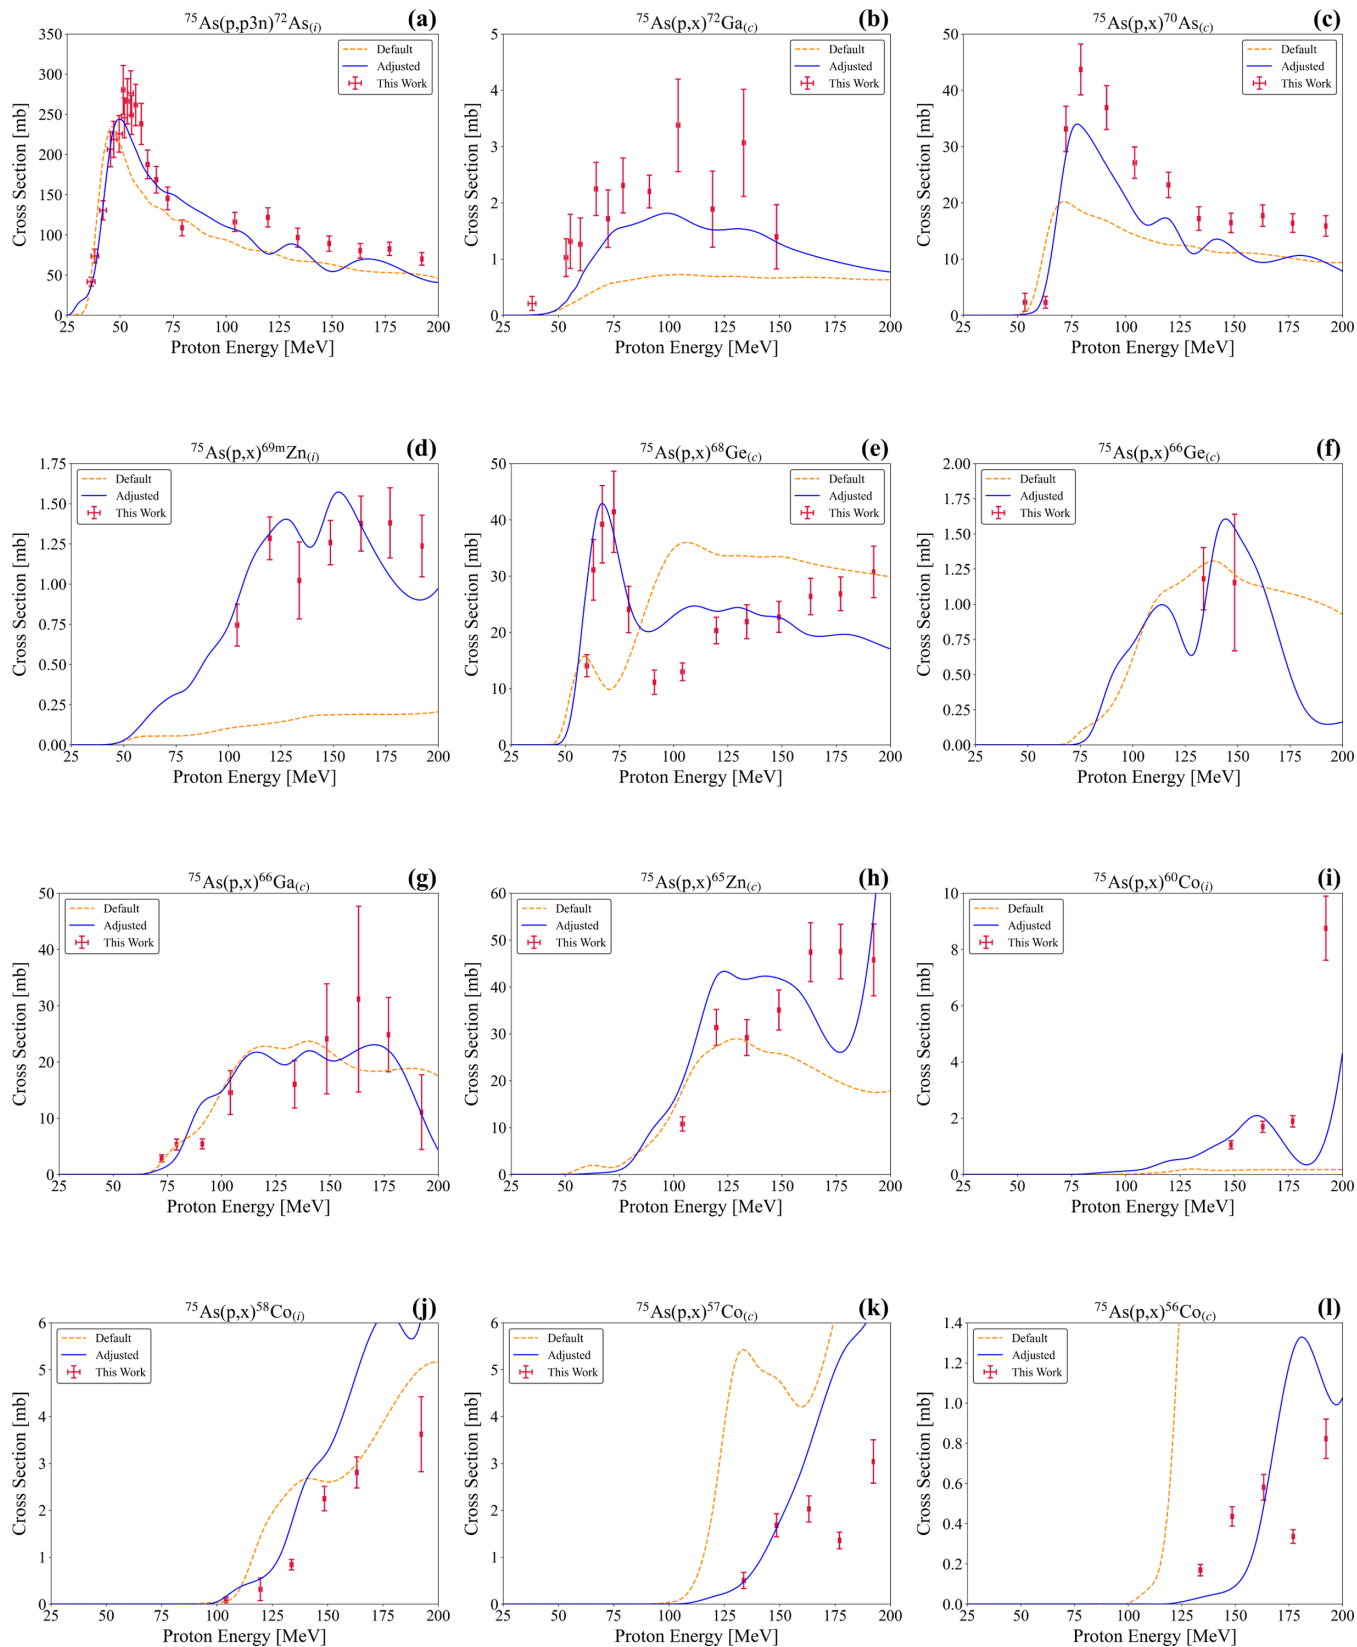 ⁷⁵As(p,p3n)⁷²As₍ᵢ₎ (a)
Default
Adjusted
This Work
350
300
250
200
150
100
50
0
Cross Section [mb]
25 50 75 100 125 150 175 200
Proton Energy [MeV]
⁷⁵As(p,x)⁷²Ga₍c₎ (b)
Default
Adjusted
This Work
5
4
3
2
1
0
Cross Section [mb]
25 50 75 100 125 150 175 200
Proton Energy [MeV]
⁷⁵As(p,x)⁷⁰As₍c₎ (c)
Default
Adjusted
This Work
50
40
30
20
10
0
Cross Section [mb]
25 50 75 100 125 150 175 200
Proton Energy [MeV]
⁷⁵As(p,x)⁶⁹ᵐZn₍ᵢ₎ (d)
Default
Adjusted
This Work
1.75
1.50
1.25
1.00
0.75
0.50
0.25
0.00
Cross Section [mb]
25 50 75 100 125 150 175 200
Proton Energy [MeV]
⁷⁵As(p,x)⁶⁸Ge₍c₎ (e)
Default
Adjusted
This Work
50
40
30
20
10
0
Cross Section [mb]
25 50 75 100 125 150 175 200
Proton Energy [MeV]
⁷⁵As(p,x)⁶⁶Ge₍c₎ (f)
Default
Adjusted
This Work
2.00
1.75
1.50
1.25
1.00
0.75
0.50
0.25
0.00
Cross Section [mb]
25 50 75 100 125 150 175 200
Proton Energy [MeV]
⁷⁵As(p,x)⁶⁶Ga₍c₎ (g)
Default
Adjusted
This Work
50
40
30
20
10
0
Cross Section [mb]
25 50 75 100 125 150 175 200
Proton Energy [MeV]
⁷⁵As(p,x)⁶⁵Zn₍c₎ (h)
Default
Adjusted
This Work
60
50
40
30
20
10
0
Cross Section [mb]
25 50 75 100 125 150 175 200
Proton Energy [MeV]
⁷⁵As(p,x)⁶⁰Co₍ᵢ₎ (i)
Default
Adjusted
This Work
10
8
6
4
2
0
Cross Section [mb]
25 50 75 100 125 150 175 200
Proton Energy [MeV]
⁷⁵As(p,x)⁵⁸Co₍ᵢ₎ (j)
Default
Adjusted
This Work
6
5
4
3
2
1
0
Cross Section [mb]
25 50 75 100 125 150 175 200
Proton Energy [MeV]
⁷⁵As(p,x)⁵⁷Co₍c₎ (k)
Default
Adjusted
This Work
6
5
4
3
2
1
0
Cross Section [mb]
25 50 75 100 125 150 175 200
Proton Energy [MeV]
⁷⁵As(p,x)⁵⁶Co₍c₎ (l)
Default
Adjusted
This Work
1.4
1.2
1.0
0.8
0.6
0.4
0.2
0.0
Cross Section [mb]
25 50 75 100 125 150 175 200
Proton Energy [MeV]